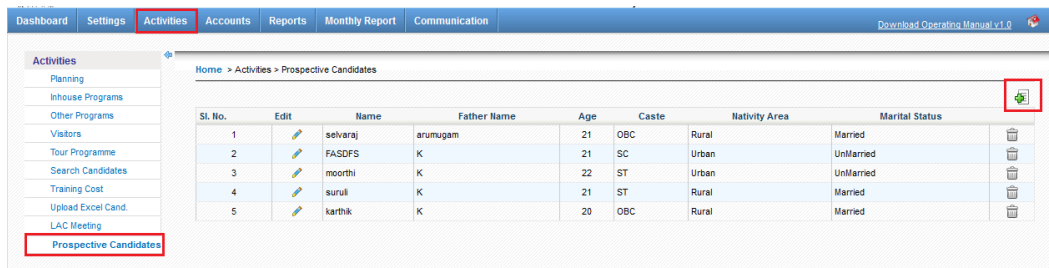 Dashboard Settings Activities Accounts Reports Monthly Report Communication Download Operating Manual v1.0
Activities
Planning
Inhouse Programs
Other Programs
Visitors
Tour Programme
Search Candidates
Training Cost
Upload Excel Cand.
LAC Meeting
Prospective Candidates
Home > Activities > Prospective Candidates
Sl. No. Edit Name Father Name Age Caste Nativity Area Marital Status
1 selvaraj arumugam 21 OBC Rural Married
2 FASDFS K 21 SC Urban UnMarried
3 moorthi K 22 ST Urban UnMarried
4 suruli K 21 ST Rural Married
5 karthik K 20 OBC Rural Married